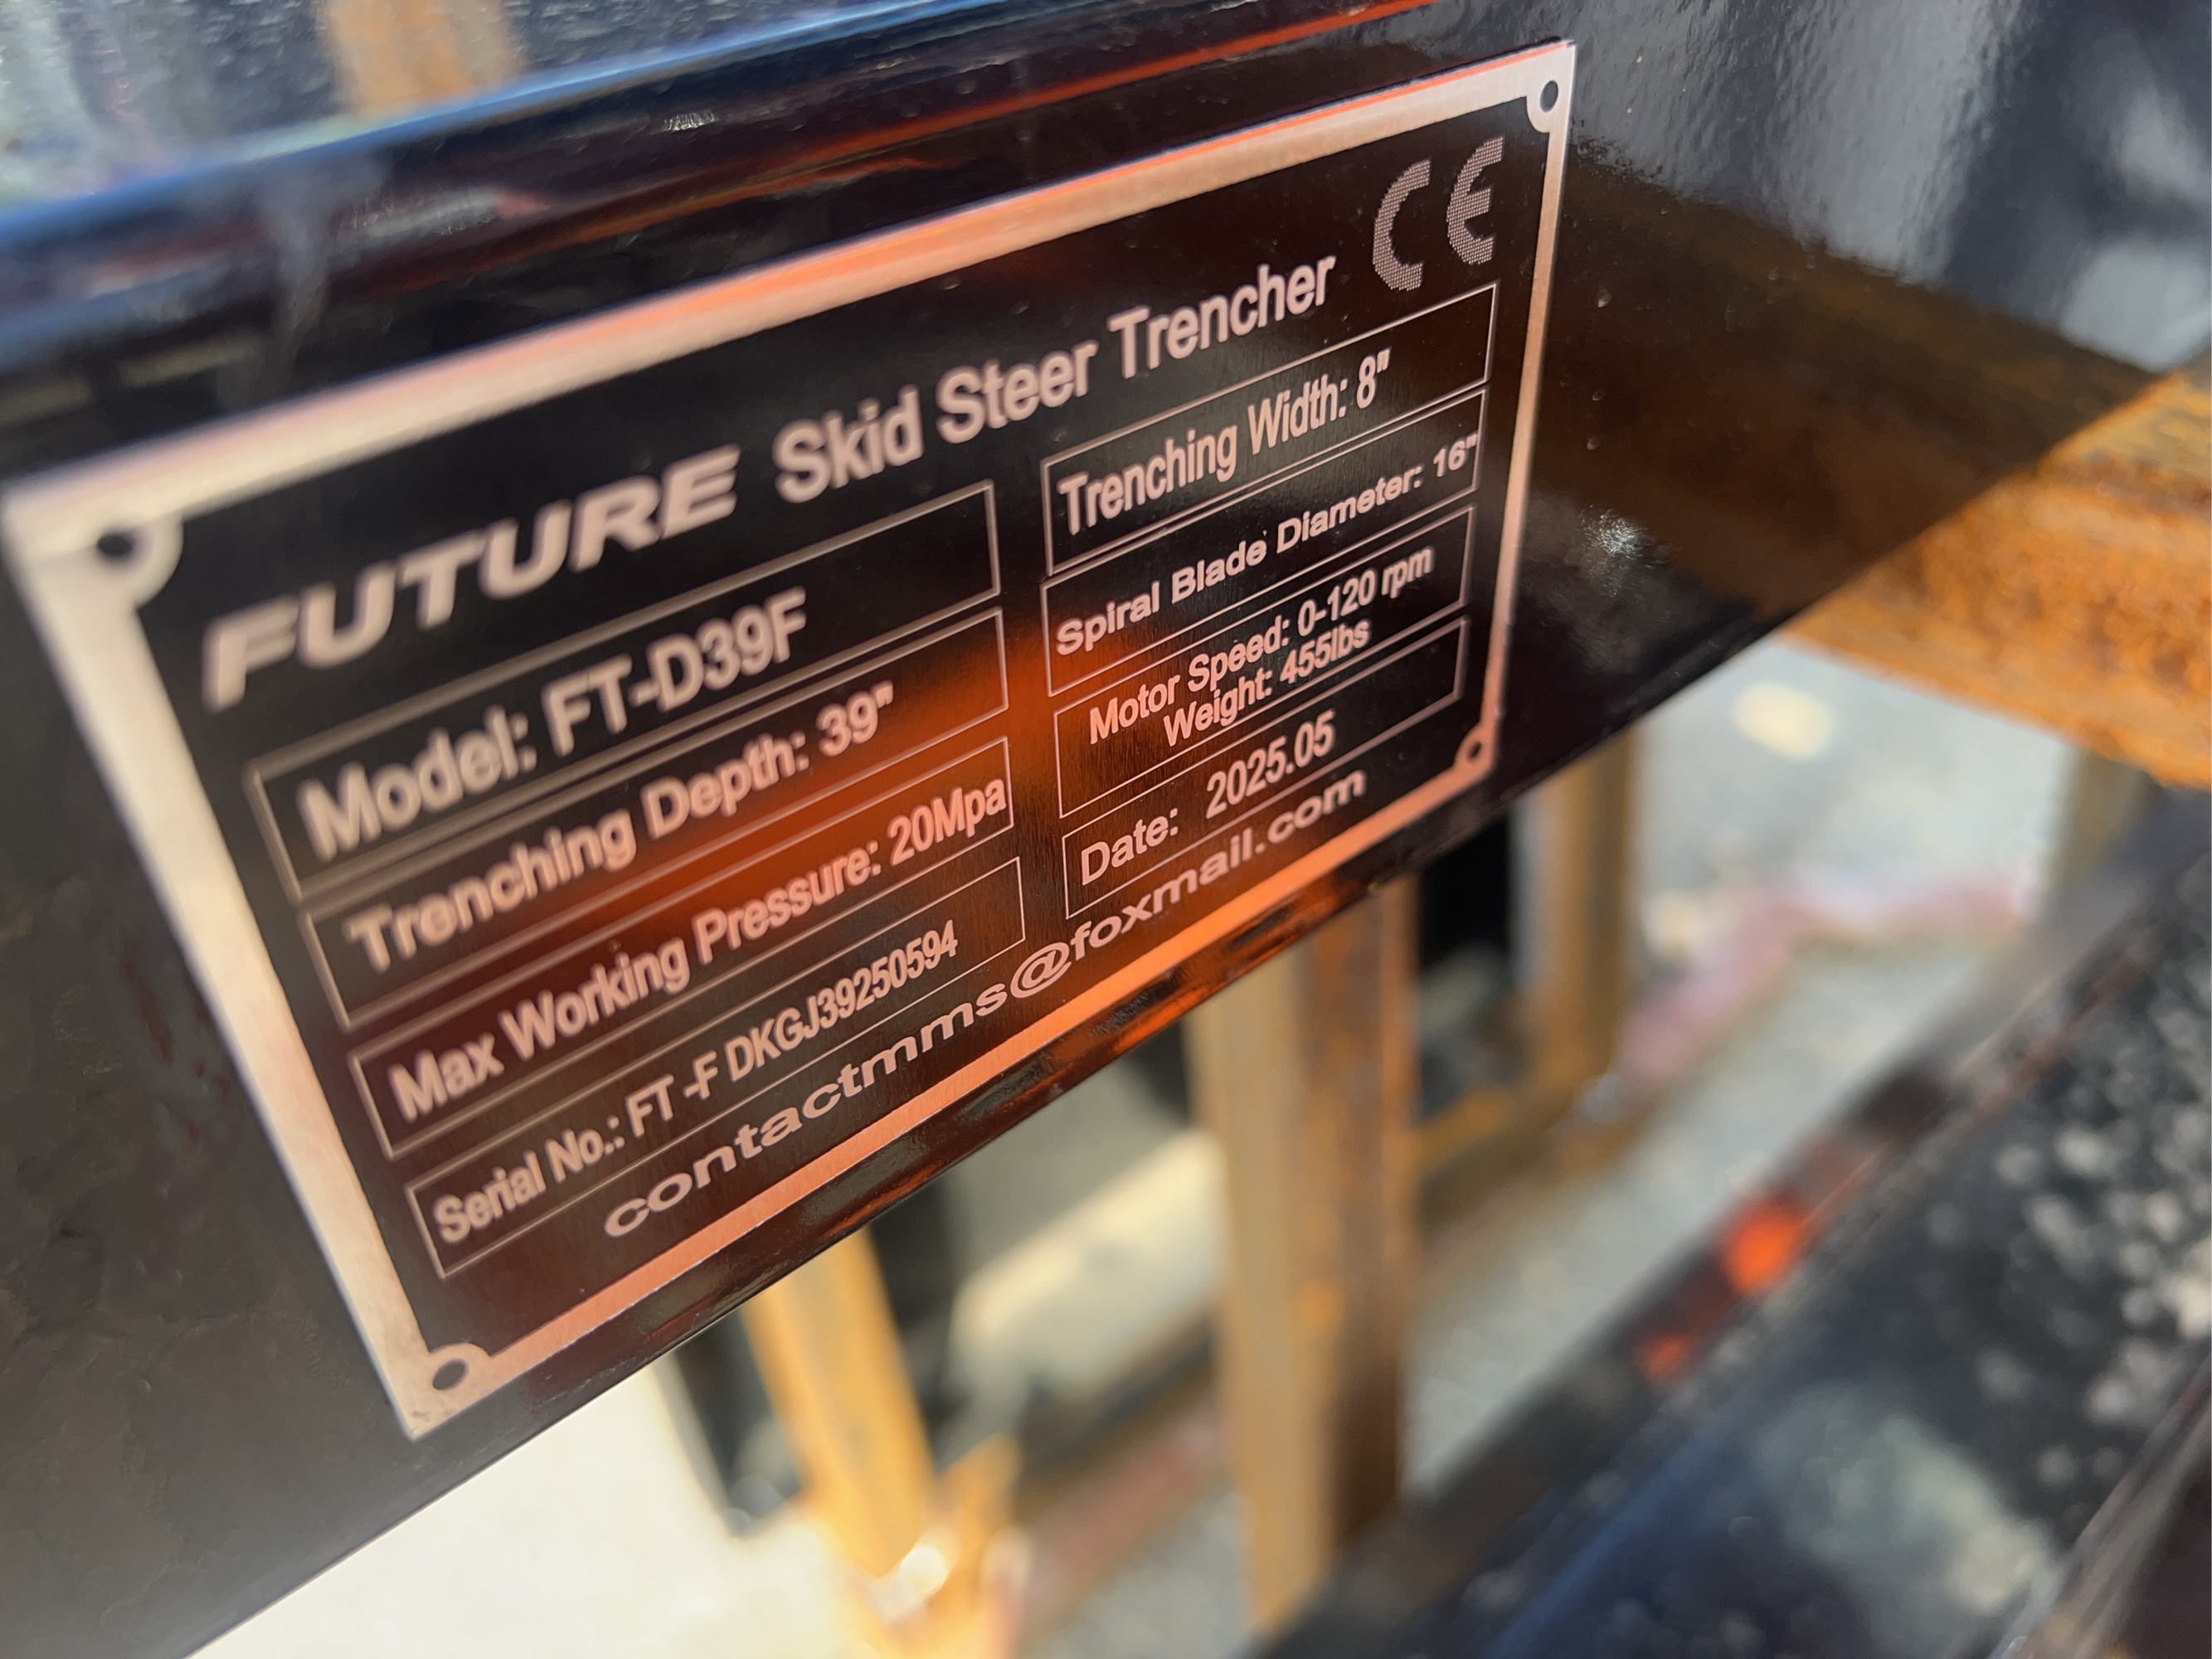 CE
FUTURE Skid Steer Trencher
Model: FT-D39F
Trenching Depth: 39"
Max Working Pressure: 20Mpa
Serial No.: FT -F DKGJ39250594
Trenching Width: 8"
Spiral Blade Diameter: 16"
Motor Speed: 0-120 rpm
Weight: 455lbs
Date: 2025.05
contactmms@foxmail.com